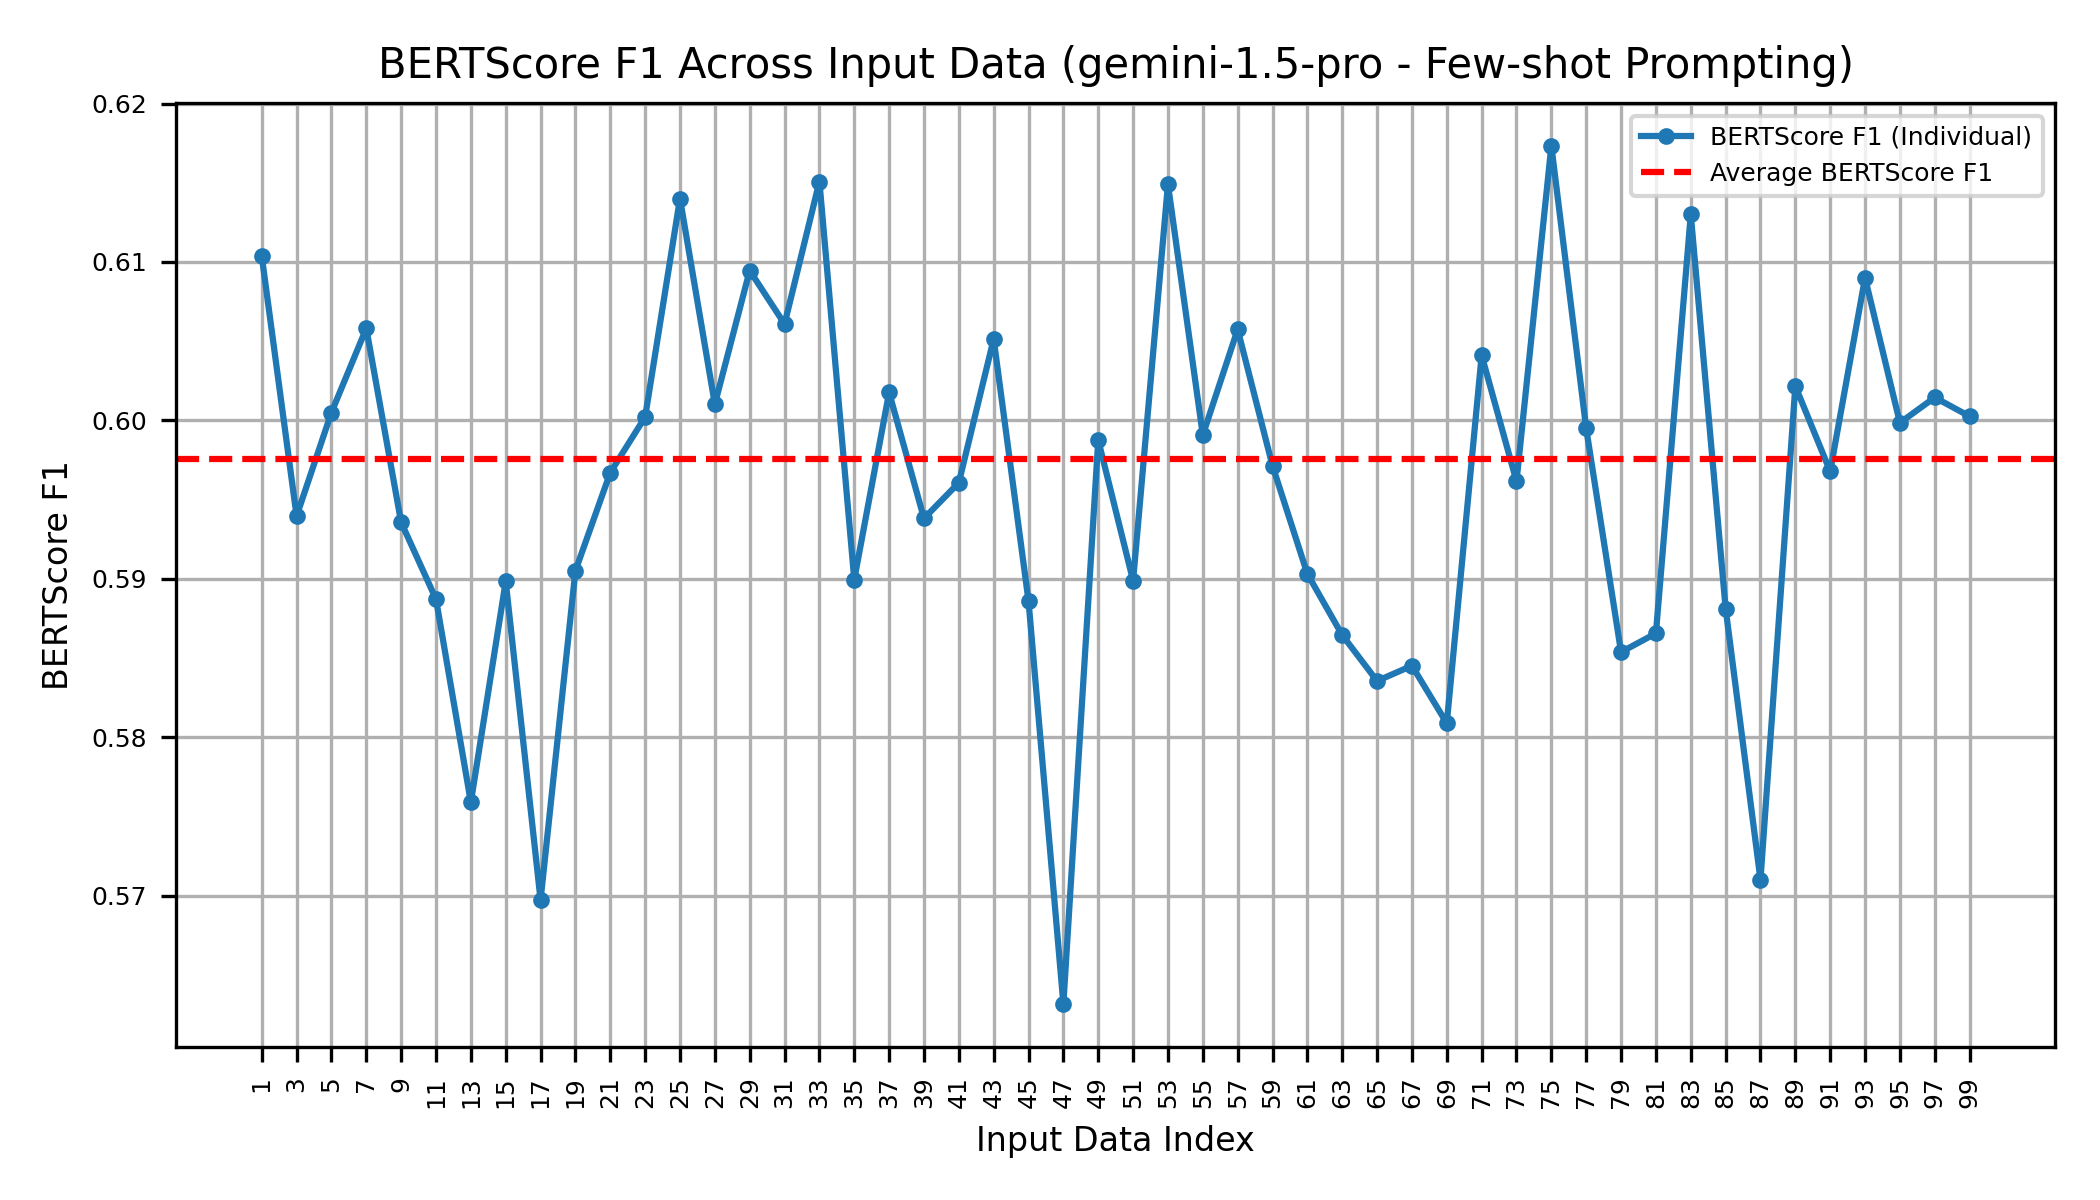 BERTScore F1 Across Input Data (gemini-1.5-pro - Few-shot Prompting)
BERTScore F1 (Individual)
Average BERTScore F1
BERTScore F1
0.62
0.61
0.60
0.59
0.58
0.57
1 3 5 7 9 11 13 15 17 19 21 23 25 27 29 31 33 35 37 39 41 43 45 47 49 51 53 55 57 59 61 63 65 67 69 71 73 75 77 79 81 83 85 87 89 91 93 95 97 99
Input Data Index